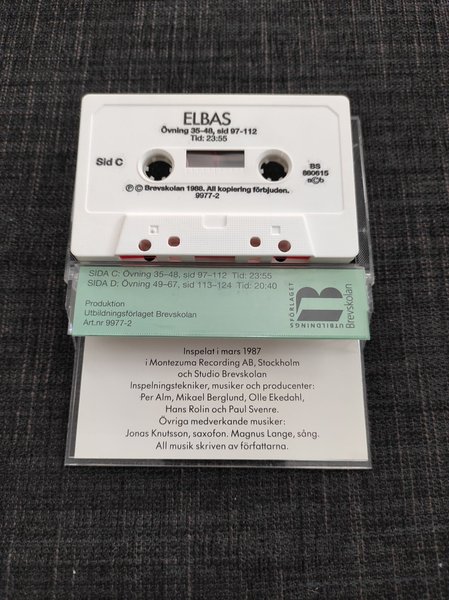 ELBAS
Övning 35–48, sid 97–112
Tid: 23:55
Sid C
BS
880615
a©b
Ⓟ © Brevskolan 1988. All kopiering förbjuden.
9977-2
SIDA C: Övning 35–48, sid 97–112 Tid: 23:55
SIDA D: Övning 49–67, sid 113–124 Tid: 20:40
Produktion
Utbildningsförlaget Brevskolan
Art.nr 9977-2
UTBILDNINGS
FÖRLAGET
Brevskolan
Inspelat i mars 1987
i Montezuma Recording AB, Stockholm
och Studio Brevskolan
Inspelningstekniker, musiker och producenter:
Per Alm, Mikael Berglund, Olle Ekedahl,
Hans Rolin och Paul Svenre.
Övriga medverkande musiker:
Jonas Knutsson, saxofon. Magnus Lange, sång.
All musik skriven av författarna.